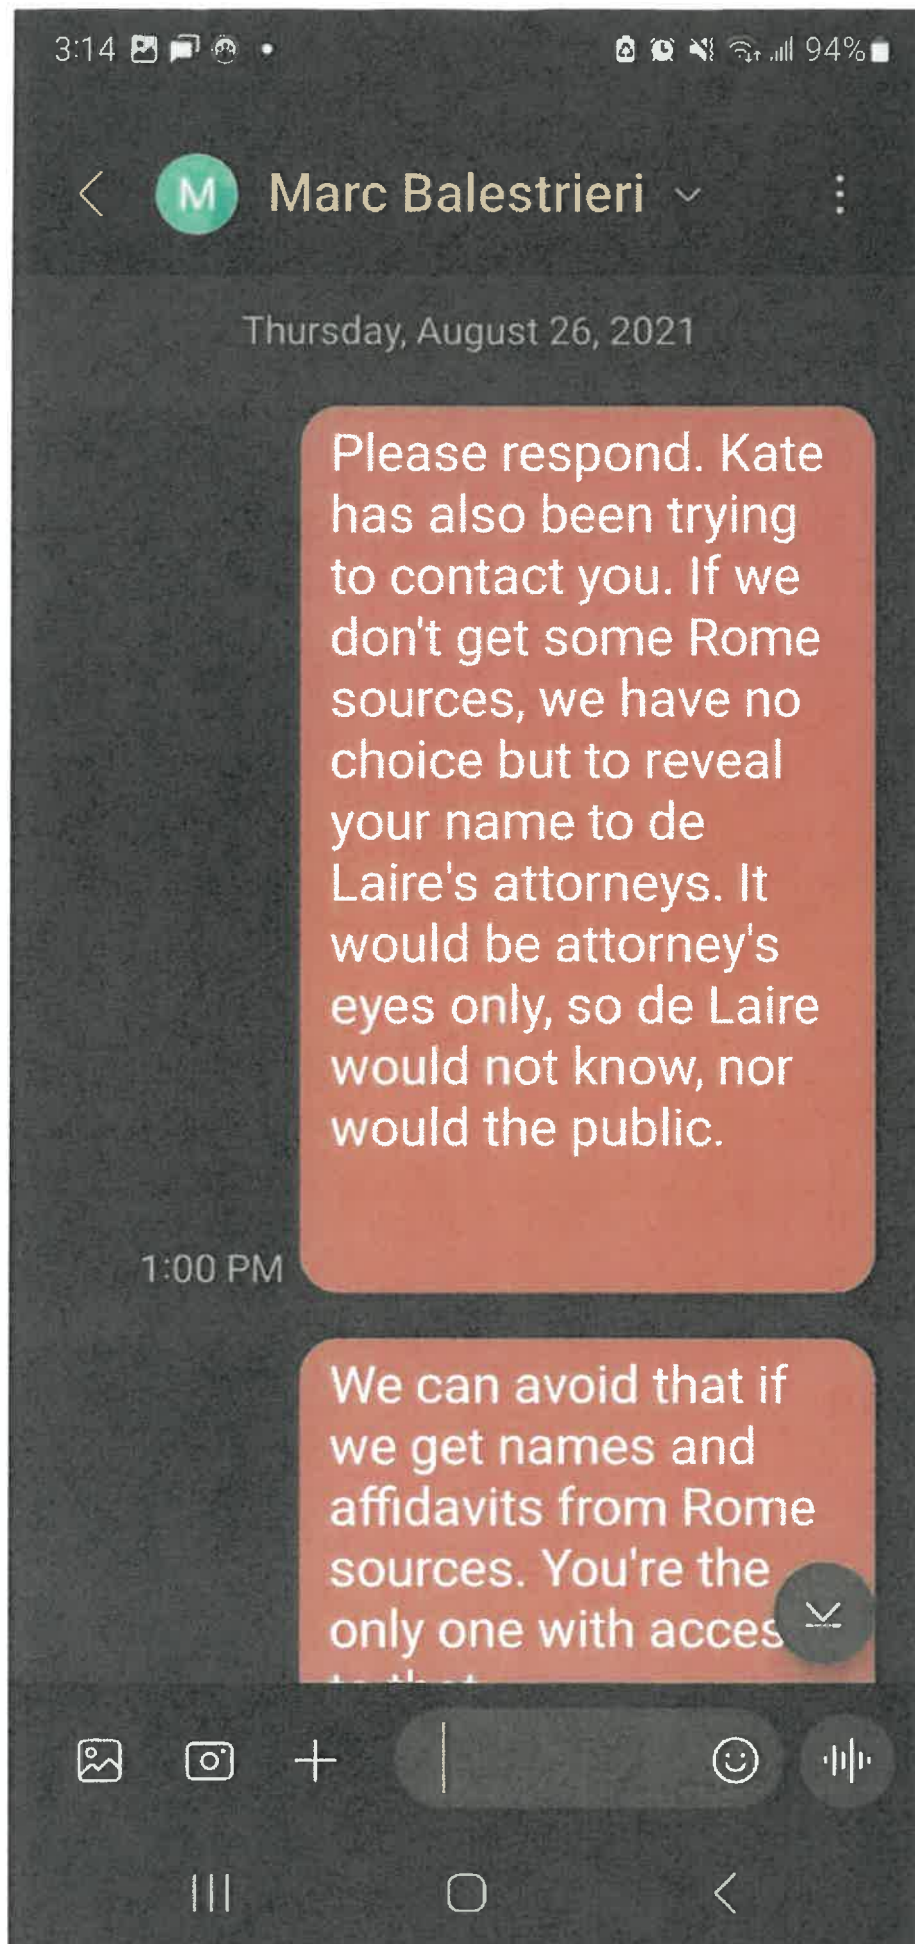 3:14 94%
M Marc Balestrieri
Thursday, August 26, 2021
Please respond. Kate
has also been trying
to contact you. If we
don't get some Rome
sources, we have no
choice but to reveal
your name to de
Laire's attorneys. It
would be attorney's
eyes only, so de Laire
would not know, nor
would the public.
1:00 PM
We can avoid that if
we get names and
affidavits from Rome
sources. You're the
only one with acces